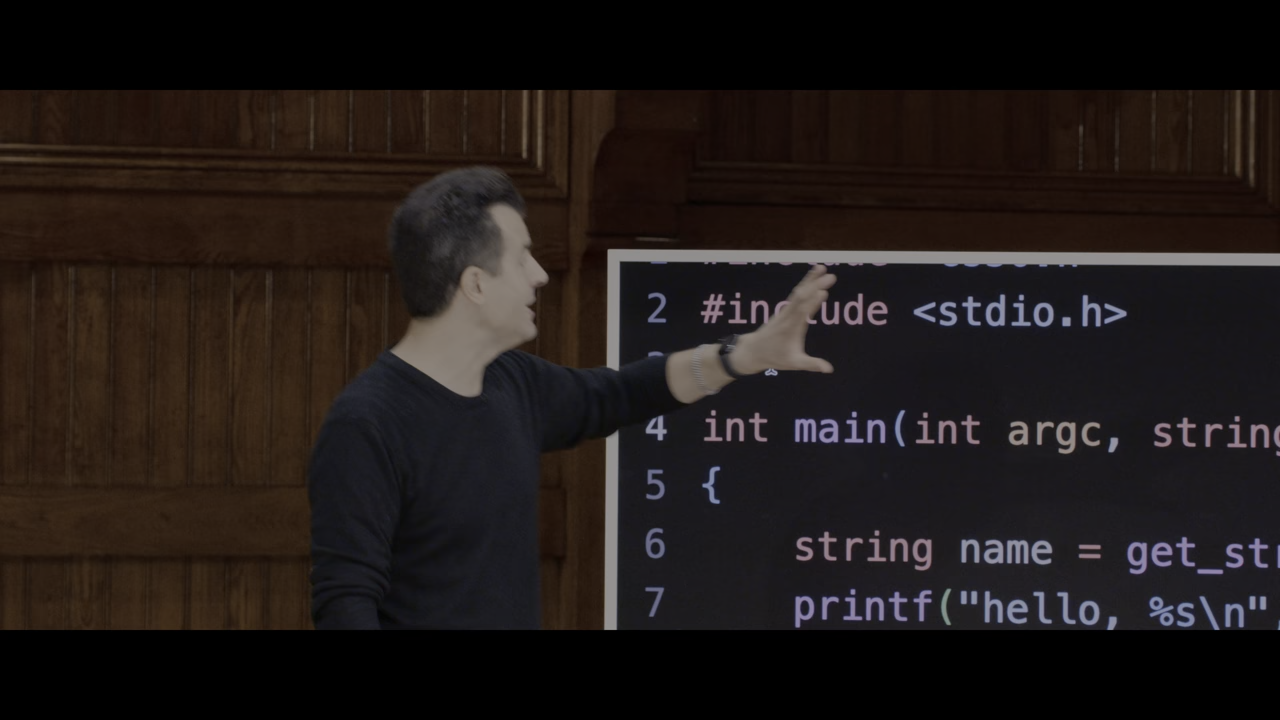 2 #include <stdio.h>
4 int main(int argc, string
5 {
6 string name = get_str
7 printf("hello, %s\n",